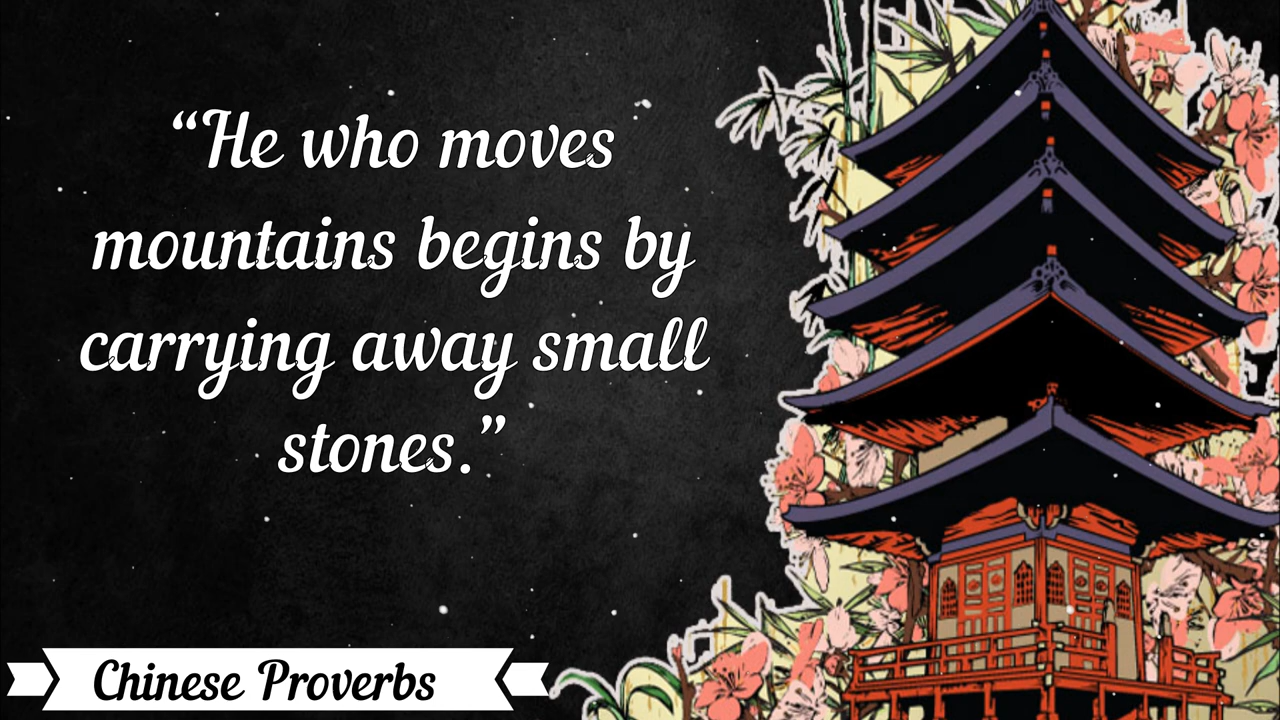 “He who moves
mountains begins by
carrying away small
stones.”
Chinese Proverbs